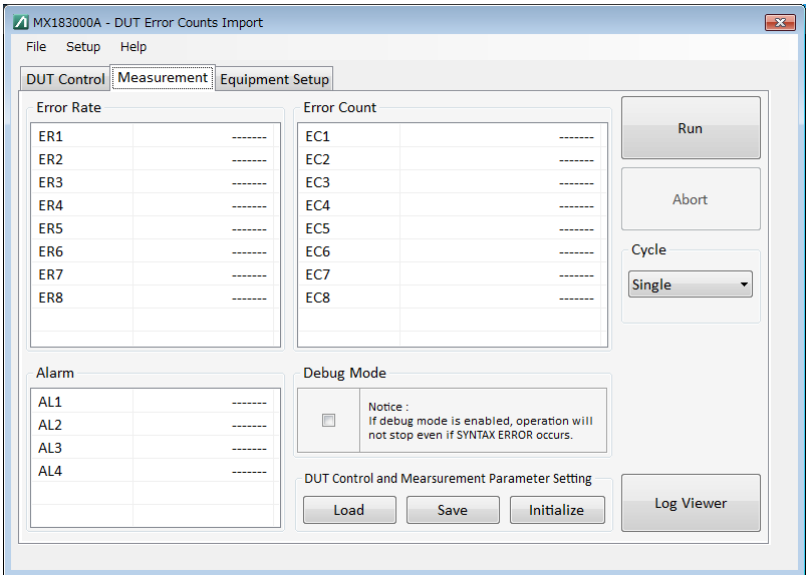 MX183000A - DUT Error Counts Import
File Setup Help
DUT Control Measurement Equipment Setup
Error Rate
ER1 -------
ER2 -------
ER3 -------
ER4 -------
ER5 -------
ER6 -------
ER7 -------
ER8 -------
Error Count
EC1 -------
EC2 -------
EC3 -------
EC4 -------
EC5 -------
EC6 -------
EC7 -------
EC8 -------
Run
Abort
Cycle
Single
Alarm
AL1 -------
AL2 -------
AL3 -------
AL4 -------
Debug Mode
Notice :
If debug mode is enabled, operation will
not stop even if SYNTAX ERROR occurs.
DUT Control and Mearsurement Parameter Setting
Load Save Initialize
Log Viewer